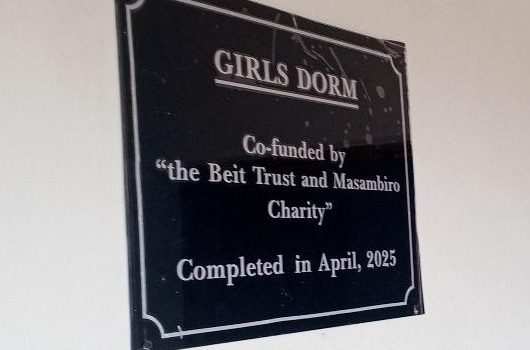 GIRLS DORM
Co-funded by
“the Beit Trust and Masambiro
Charity”
Completed in April, 2025